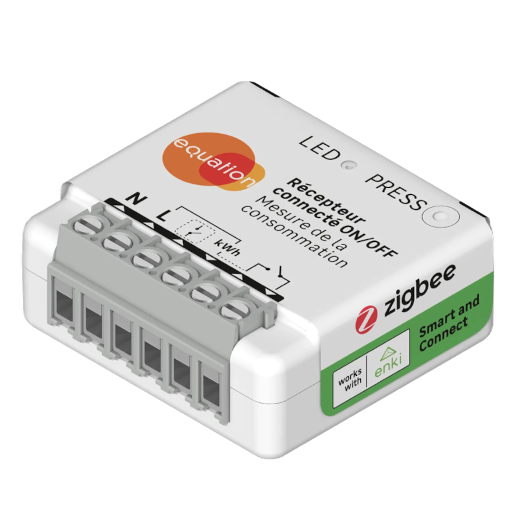 equation
LED
PRESS
Récepteur
connecté ON/OFF
Mesure de la
consommation
N L
kWh
zigbee
Smart and
Connect
works
with
enki